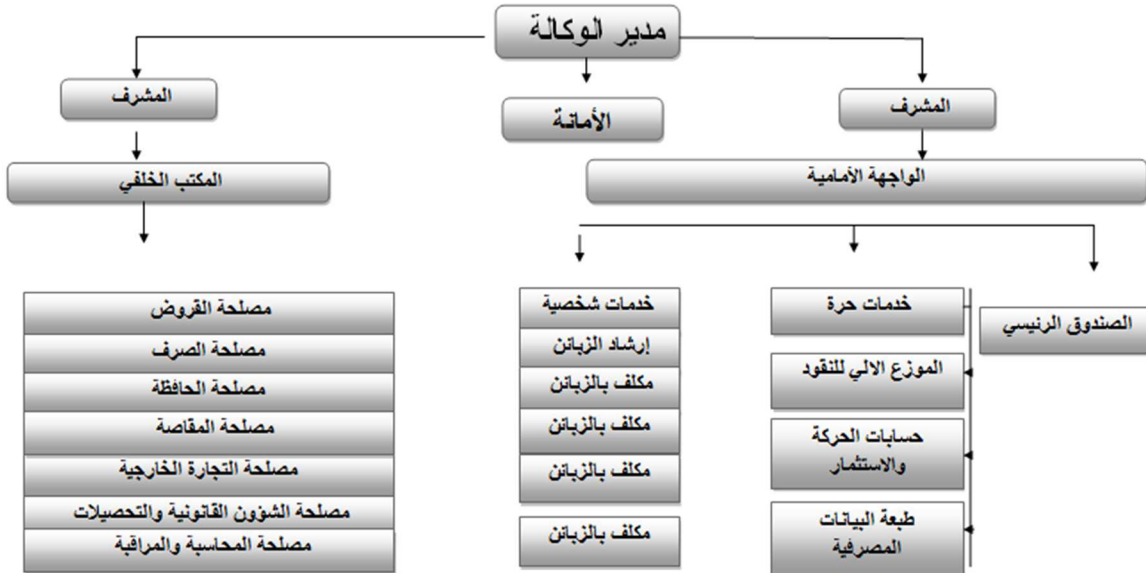 مدير الوكالة
المشرف
الأمانة
المشرف
الواجهة الأمامية
المكتب الخلفي
الصندوق الرئيسي
خدمات حرة
الموزع الالي للنقود
حسابات الحركة
والاستثمار
طبعة البيانات
المصرفية
خدمات شخصية
إرشاد الزبائن
مكلف بالزبائن
مكلف بالزبائن
مكلف بالزبائن
مكلف بالزبائن
مصلحة القروض
مصلحة الصرف
مصلحة الحافظة
مصلحة المقاصة
مصلحة التجارة الخارجية
مصلحة الشؤون القانونية والتحصيلات
مصلحة المحاسبة والمراقبة